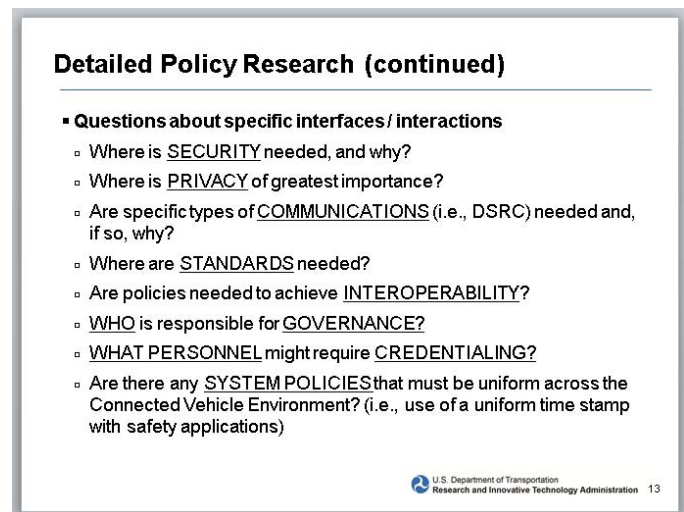 Detailed Policy Research (continued)
▪ Questions about specific interfaces / interactions
▫ Where is SECURITY needed, and why?
▫ Where is PRIVACY of greatest importance?
▫ Are specific types of COMMUNICATIONS (i.e., DSRC) needed and,
if so, why?
▫ Where are STANDARDS needed?
▫ Are policies needed to achieve INTEROPERABILITY?
▫ WHO is responsible for GOVERNANCE?
▫ WHAT PERSONNEL might require CREDENTIALING?
▫ Are there any SYSTEM POLICIES that must be uniform across the
Connected Vehicle Environment? (i.e., use of a uniform time stamp
with safety applications)
U.S. Department of Transportation
Research and Innovative Technology Administration 13